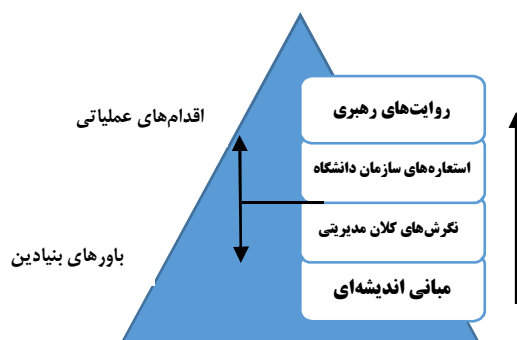 روایت‌های رهبری
اقدام‌های عملیاتی
استعاره‌های سازمان دانشگاه
نگرش‌های کلان مدیریتی
باورهای بنیادین
مبانی اندیشه‌ای